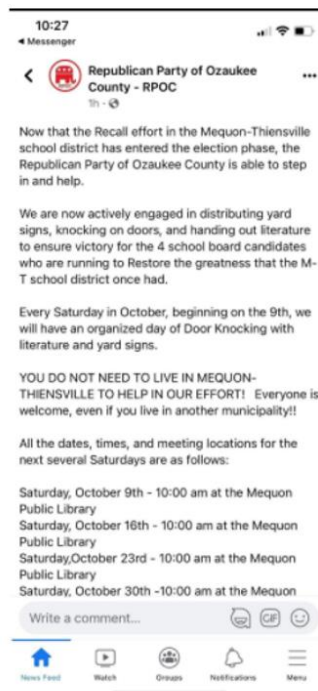 10:27
◀ Messenger
Republican Party of Ozaukee
County - RPOC
1h ·
Now that the Recall effort in the Mequon-Thiensville
school district has entered the election phase, the
Republican Party of Ozaukee County is able to step
in and help.
We are now actively engaged in distributing yard
signs, knocking on doors, and handing out literature
to ensure victory for the 4 school board candidates
who are running to Restore the greatness that the M-
T school district once had.
Every Saturday in October, beginning on the 9th, we
will have an organized day of Door Knocking with
literature and yard signs.
YOU DO NOT NEED TO LIVE IN MEQUON-
THIENSVILLE TO HELP IN OUR EFFORT! Everyone is
welcome, even if you live in another municipality!!
All the dates, times, and meeting locations for the
next several Saturdays are as follows:
Saturday, October 9th - 10:00 am at the Mequon
Public Library
Saturday, October 16th - 10:00 am at the Mequon
Public Library
Saturday,October 23rd - 10:00 am at the Mequon
Public Library
Saturday, October 30th -10:00 am at the Mequon
Write a comment...
GIF
News Feed
Watch
Groups
Notifications
Menu